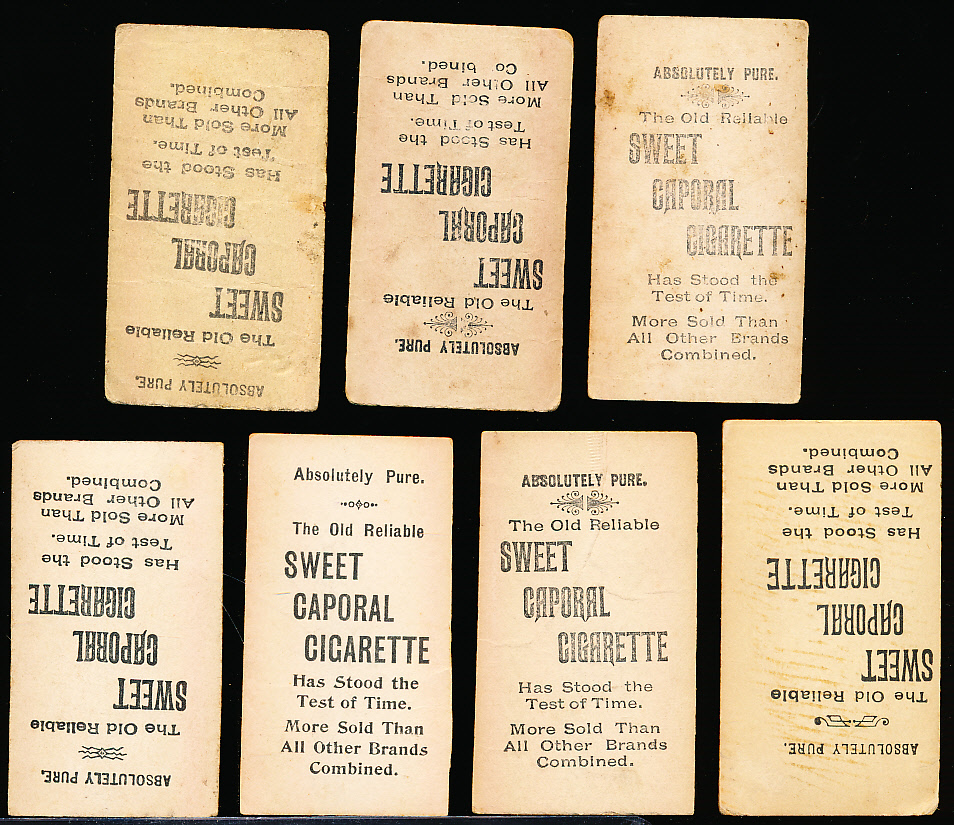 ABSOLUTELY PURE.
The Old Reliable
SWEET
CAPORAL
CIGARETTE
Has Stood the
Test of Time.
More Sold Than
All Other Brands
Combined.
ABSOLUTELY PURE.
The Old Reliable
SWEET
CAPORAL
CIGARETTE
Has Stood the
Test of Time.
More Sold Than
All Other Brands
Co bined.
ABSOLUTELY PURE.
The Old Reliable
SWEET
CAPORAL
CIGARETTE
Has Stood the
Test of Time.
More Sold Than
All Other Brands
Combined.
ABSOLUTELY PURE.
The Old Reliable
SWEET
CAPORAL
CIGARETTE
Has Stood the
Test of Time.
More Sold Than
All Other Brands
Combined.
Absolutely Pure.
The Old Reliable
SWEET
CAPORAL
CIGARETTE
Has Stood the
Test of Time.
More Sold Than
All Other Brands
Combined.
ABSOLUTELY PURE.
The Old Reliable
SWEET
CAPORAL
CIGARETTE
Has Stood the
Test of Time.
More Sold Than
All Other Brands
Combined.
ABSOLUTELY PURE.
The Old Reliable
SWEET
CAPORAL
CIGARETTE
Has Stood the
Test of Time.
More Sold Than
All Other Brands
Combined.